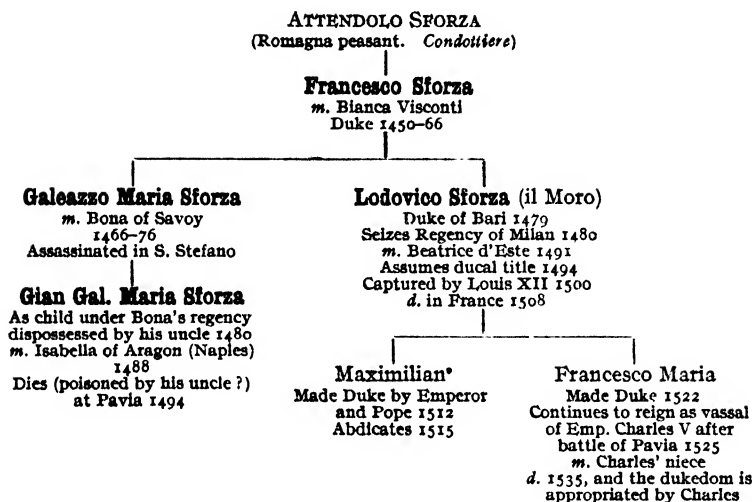 ATTENDOLO SFORZA
(Romagna peasant. Condottiere)
Francesco Sforza
m. Bianca Visconti
Duke 1450–66
Galeazzo Maria Sforza
m. Bona of Savoy
1466–76
Assassinated in S. Stefano
Gian Gal. Maria Sforza
As child under Bona's regency
dispossessed by his uncle 1480
m. Isabella of Aragon (Naples)
1488
Dies (poisoned by his uncle?)
at Pavia 1494
Lodovico Sforza (il Moro)
Duke of Bari 1479
Seizes Regency of Milan 1480
m. Beatrice d'Este 1491
Assumes ducal title 1494
Captured by Louis XII 1500
d. in France 1508
Maximilian*
Made Duke by Emperor
and Pope 1512
Abdicates 1515
Francesco Maria
Made Duke 1522
Continues to reign as vassal
of Emp. Charles V after
battle of Pavia 1525
m. Charles' niece
d. 1535, and the dukedom is
appropriated by Charles